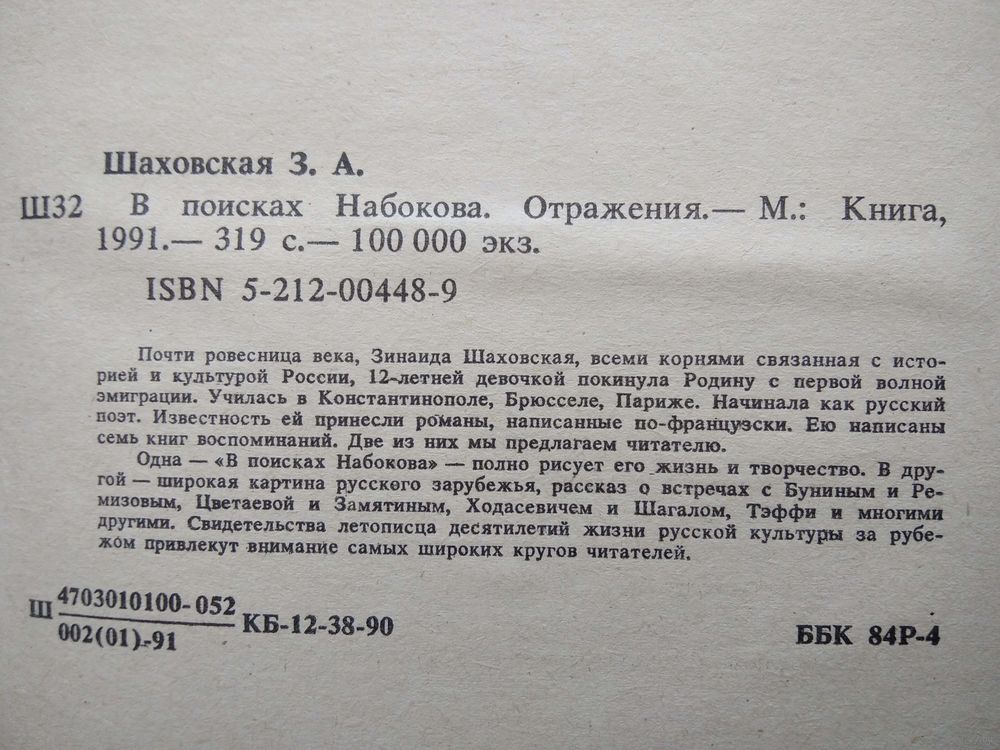 Шаховская З. А.
Ш32 В поисках Набокова. Отражения.— М.: Книга,
1991.— 319 с.— 100 000 экз.
ISBN 5-212-00448-9
Почти ровесница века, Зинаида Шаховская, всеми корнями связанная с исто-
рией и культурой России, 12-летней девочкой покинула Родину с первой волной
эмиграции. Училась в Константинополе, Брюсселе, Париже. Начинала как русский
поэт. Известность ей принесли романы, написанные по-французски. Ею написаны
семь книг воспоминаний. Две из них мы предлагаем читателю.
Одна — «В поисках Набокова» — полно рисует его жизнь и творчество. В дру-
гой — широкая картина русского зарубежья, рассказ о встречах с Буниным и Ре-
мизовым, Цветаевой и Замятиным, Ходасевичем и Шагалом, Тэффи и многими
другими. Свидетельства летописца десятилетий жизни русской культуры за рубе-
жом привлекут внимание самых широких кругов читателей.
Ш 4703010100-052
002(01)-91
КБ-12-38-90
ББК 84Р-4